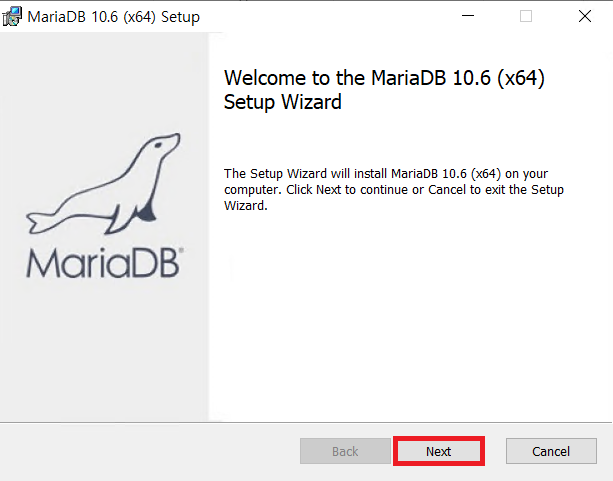 MariaDB 10.6 (x64) Setup
Welcome to the MariaDB 10.6 (x64)
Setup Wizard
The Setup Wizard will install MariaDB 10.6 (x64) on your
computer. Click Next to continue or Cancel to exit the Setup
Wizard.
MariaDB®
Back
Next
Cancel